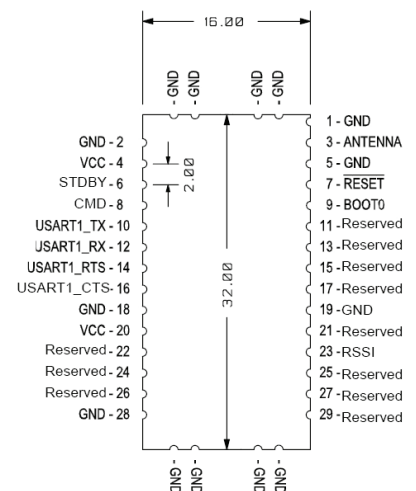 16.00
- GND
- GND
- GND
- GND
1 - GND
GND - 2
3 - ANTENNA
VCC - 4
5 - GND
STDBY - 6
7 - RESET
CMD - 8
9 - BOOT0
USART1_TX - 10
11 - Reserved
USART1_RX - 12
13 - Reserved
USART1_RTS - 14
15 - Reserved
USART1_CTS - 16
17 - Reserved
GND - 18
19 - GND
VCC - 20
21 - Reserved
Reserved - 22
23 - RSSI
Reserved - 24
25 - Reserved
Reserved - 26
27 - Reserved
GND - 28
29 - Reserved
2.00
32.00
GND -
GND -
GND -
GND -